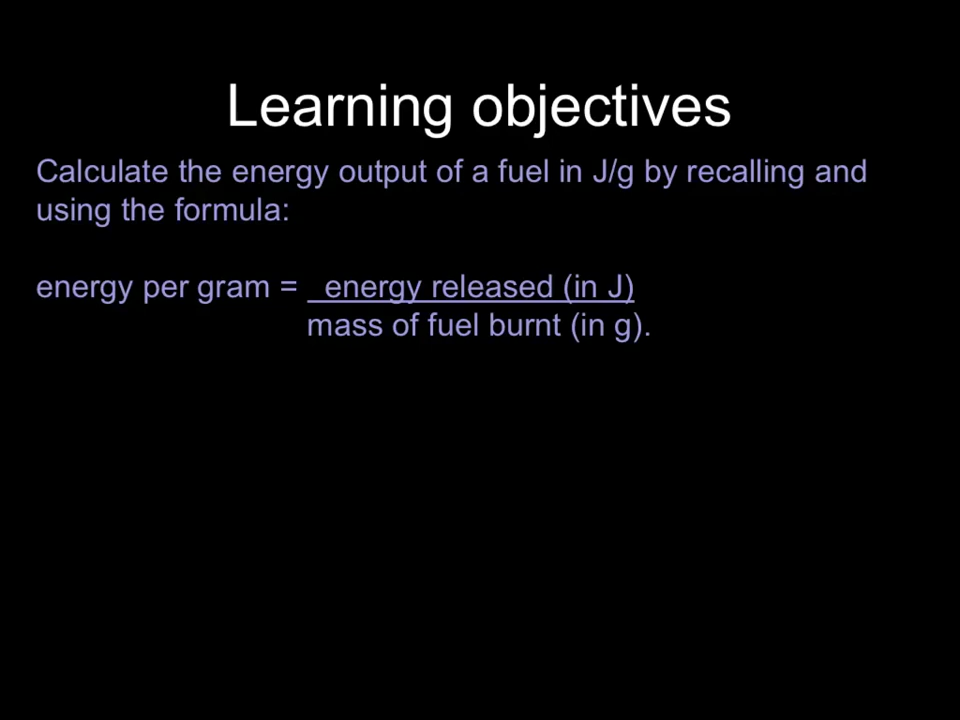 Learning objectives
Calculate the energy output of a fuel in J/g by recalling and
using the formula:
energy per gram = energy released (in J)
mass of fuel burnt (in g).